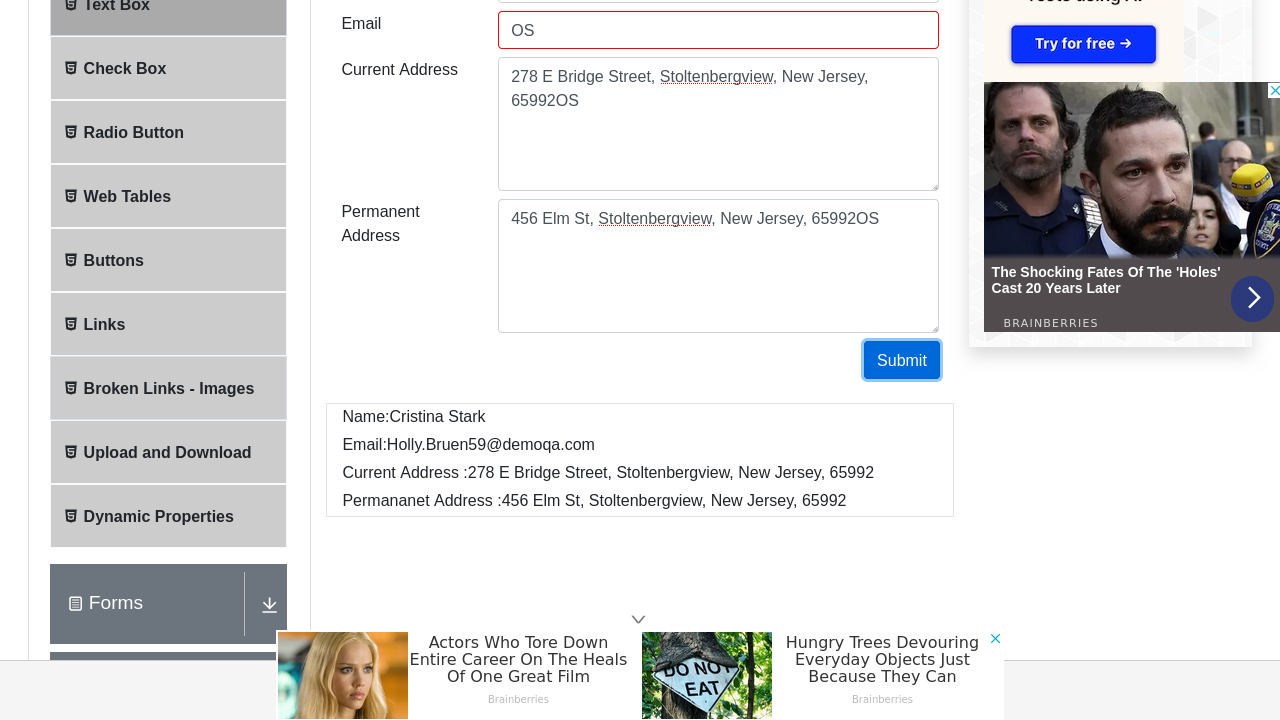 Text Box
Check Box
Radio Button
Web Tables
Buttons
Links
Broken Links - Images
Upload and Download
Dynamic Properties
Forms
Email
OS
Current Address
278 E Bridge Street, Stoltenbergview, New Jersey,
65992OS
Permanent
Address
456 Elm St, Stoltenbergview, New Jersey, 65992OS
Submit
Name:Cristina Stark
Email:Holly.Bruen59@demoqa.com
Current Address :278 E Bridge Street, Stoltenbergview, New Jersey, 65992
Permananet Address :456 Elm St, Stoltenbergview, New Jersey, 65992
Try for free →
The Shocking Fates Of The 'Holes'
Cast 20 Years Later
BRAINBERRIES
Actors Who Tore Down
Entire Career On The Heals
Of One Great Film
Brainberries
DO NOT
EAT
Hungry Trees Devouring
Everyday Objects Just
Because They Can
Brainberries